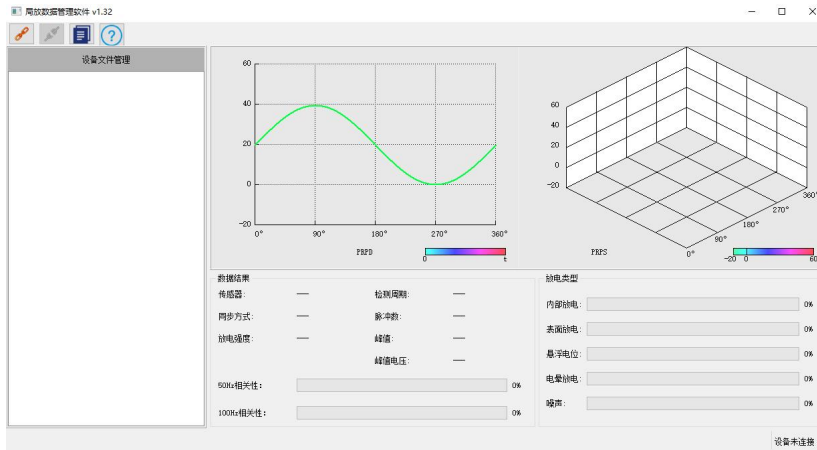 局放数据管理软件 v1.32
设备文件管理
60
40
20
0
-20
0° 90° 180° 270° 360°
PRPD
0 t
60
40
20
0
-20
0° 90° 180° 270° 360°
PRPS
-20 0 60
数据结果
传感器: — 检测周期: —
同步方式: — 脉冲数: —
放电强度: — 峰值: —
峰值电压: —
50Hz相关性: 0%
100Hz相关性: 0%
放电类型
内部放电: 0%
表面放电: 0%
悬浮电位: 0%
电晕放电: 0%
噪声: 0%
设备未连接